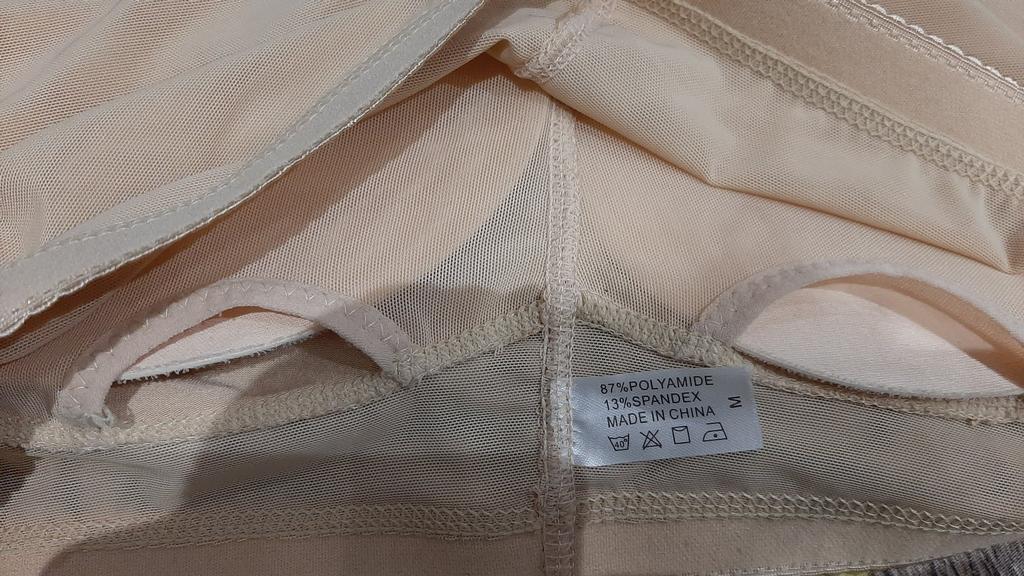 87%POLYAMIDE
13%SPANDEX
MADE IN CHINA
M
40°